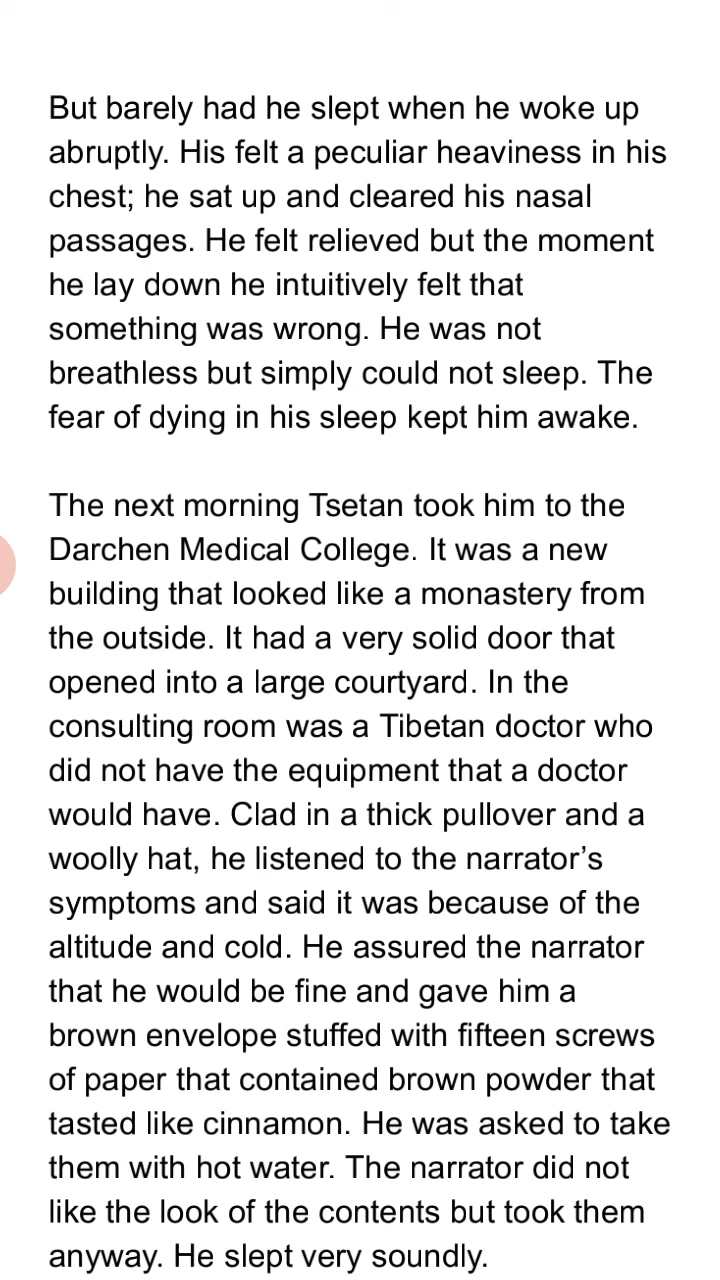 But barely had he slept when he woke up
abruptly. His felt a peculiar heaviness in his
chest; he sat up and cleared his nasal
passages. He felt relieved but the moment
he lay down he intuitively felt that
something was wrong. He was not
breathless but simply could not sleep. The
fear of dying in his sleep kept him awake.

The next morning Tsetan took him to the
Darchen Medical College. It was a new
building that looked like a monastery from
the outside. It had a very solid door that
opened into a large courtyard. In the
consulting room was a Tibetan doctor who
did not have the equipment that a doctor
would have. Clad in a thick pullover and a
woolly hat, he listened to the narrator’s
symptoms and said it was because of the
altitude and cold. He assured the narrator
that he would be fine and gave him a
brown envelope stuffed with fifteen screws
of paper that contained brown powder that
tasted like cinnamon. He was asked to take
them with hot water. The narrator did not
like the look of the contents but took them
anyway. He slept very soundly.